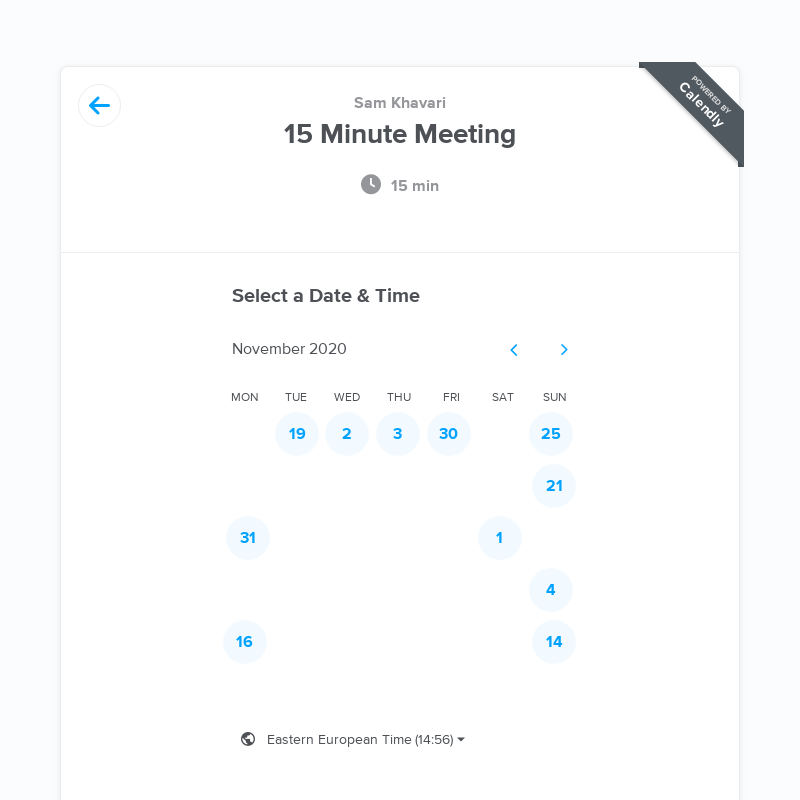 Sam Khavari
15 Minute Meeting
15 min
POWERED BY
Calendly
Select a Date & Time
November 2020
MON TUE WED THU FRI SAT SUN
19 2 3 30 25
21
31 1
4
16 14
Eastern European Time (14:56)